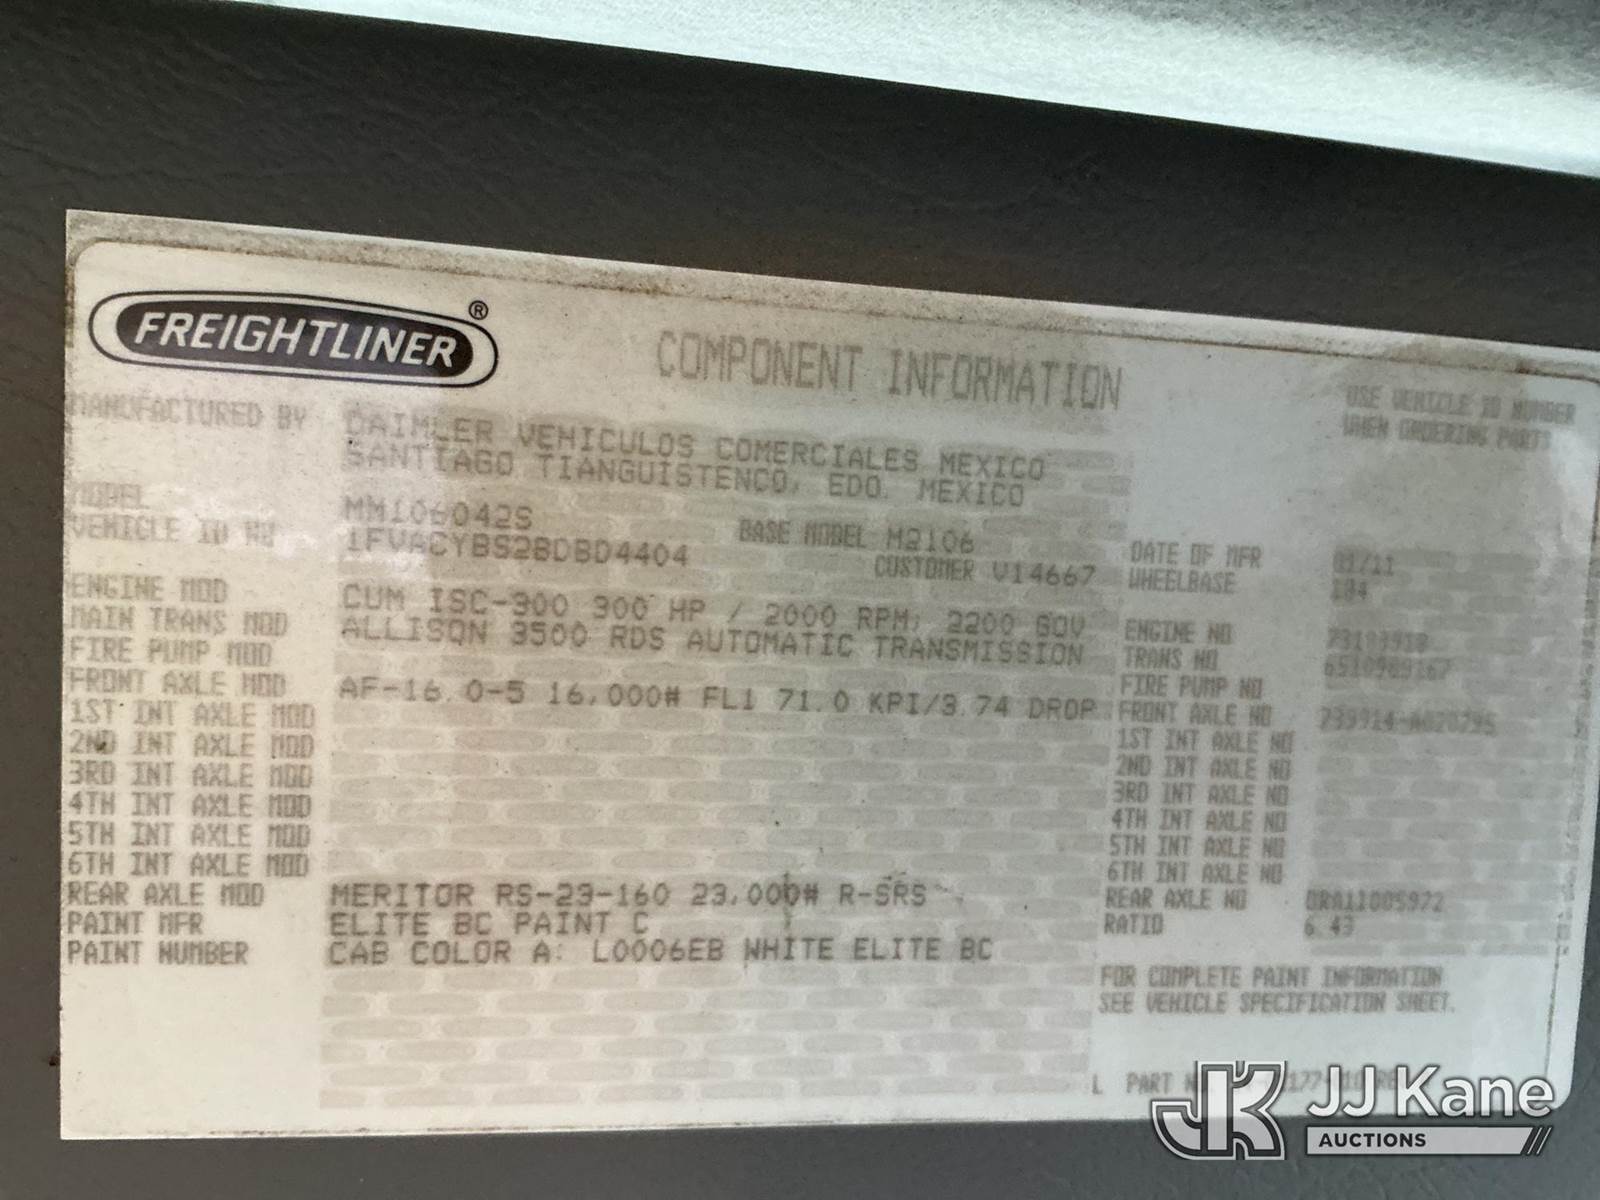 FREIGHTLINER®
COMPONENT INFORMATION
USE VEHICLE ID NUMBER
WHEN ORDERING PARTS
MANUFACTURED BY DAIMLER VEHICULOS COMERCIALES MEXICO
SANTIAGO TIANGUISTENCO, EDO. MEXICO
MODEL MM106042S BASE MODEL M2106 DATE OF MFR 01/11
VEHICLE ID NO 1FVACYBS2BDBD4404 CUSTOMER V14667 WHEELBASE 184
ENGINE MOD CUM ISC-300 300 HP / 2000 RPM; 2200 GOV ENGINE NO
MAIN TRANS MOD ALLISON 3500 RDS AUTOMATIC TRANSMISSION TRANS NO 6510989167
FIRE PUMP MOD FIRE PUMP NO
FRONT AXLE MOD AF-16.0-5 16,000# FL1 71.0 KPI/3.74 DROP FRONT AXLE NO
1ST INT AXLE MOD 1ST INT AXLE NO
2ND INT AXLE MOD 2ND INT AXLE NO
3RD INT AXLE MOD 3RD INT AXLE NO
4TH INT AXLE MOD 4TH INT AXLE NO
5TH INT AXLE MOD 5TH INT AXLE NO
6TH INT AXLE MOD 6TH INT AXLE NO
REAR AXLE MOD MERITOR RS-23-160 23,000# R-SRS REAR AXLE NO
PAINT MFR ELITE BC PAINT C RATIO 6.43
PAINT NUMBER CAB COLOR A: L0006EB WHITE ELITE BC
FOR COMPLETE PAINT INFORMATION
SEE VEHICLE SPECIFICATION SHEET.
L PART
JK JJ Kane
AUCTIONS